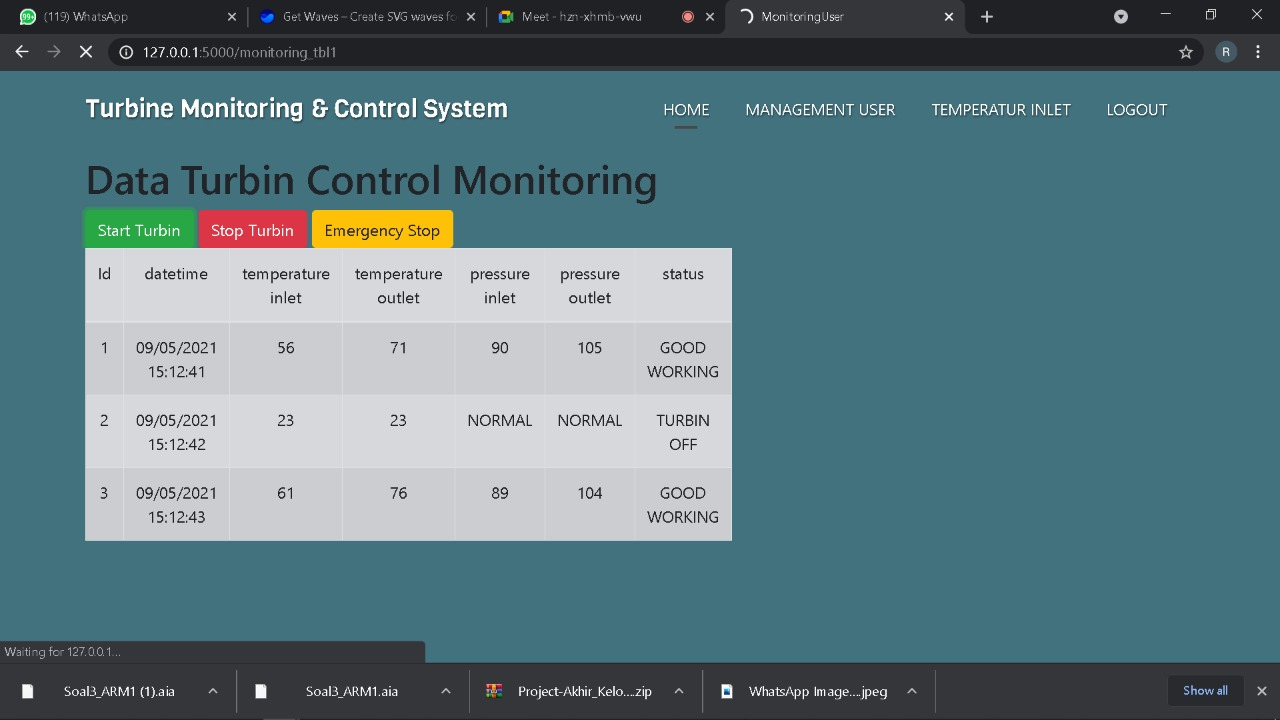 (119) WhatsApp
Get Waves – Create SVG waves fo
Meet - hzn-xhmb-vwu
MonitoringUser
127.0.0.1:5000/monitoring_tbl1
R
Turbine Monitoring & Control System
HOME
MANAGEMENT USER
TEMPERATUR INLET
LOGOUT
Data Turbin Control Monitoring
Start Turbin
Stop Turbin
Emergency Stop
Id datetime temperature temperature pressure pressure status
inlet outlet inlet outlet
1 09/05/2021 56 71 90 105 GOOD
15:12:41 WORKING
2 09/05/2021 23 23 NORMAL NORMAL TURBIN
15:12:42 OFF
3 09/05/2021 61 76 89 104 GOOD
15:12:43 WORKING
Waiting for 127.0.0.1...
Soal3_ARM1 (1).aia
Soal3_ARM1.aia
Project-Akhir_Kelo....zip
WhatsApp Image....jpeg
Show all